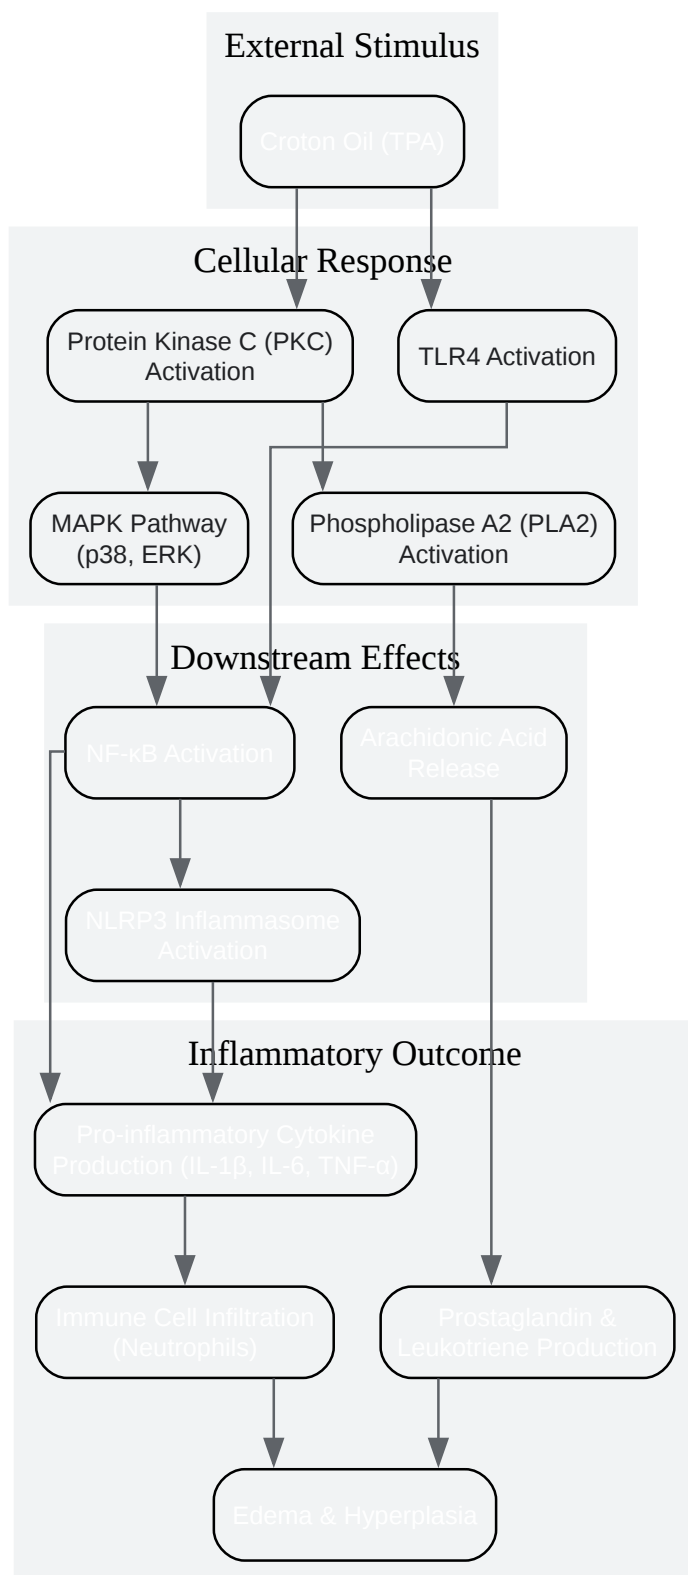 External Stimulus
Croton Oil (TPA)
Cellular Response
Protein Kinase C (PKC)
Activation
TLR4 Activation
MAPK Pathway
(p38, ERK)
Phospholipase A2 (PLA2)
Activation
Downstream Effects
NF-κB Activation
Arachidonic Acid
Release
NLRP3 Inflammasome
Activation
Inflammatory Outcome
Pro-inflammatory Cytokine
Production (IL-1β, IL-6, TNF-α)
Immune Cell Infiltration
(Neutrophils)
Prostaglandin &
Leukotriene Production
Edema & Hyperplasia